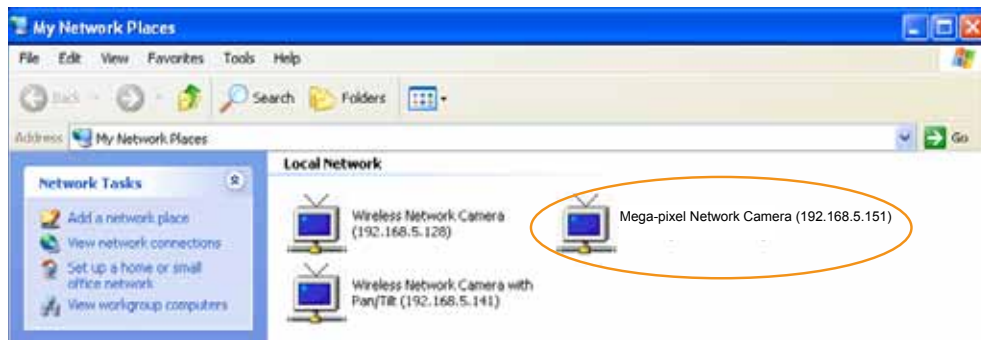 My Network Places
File Edit View Favorites Tools Help
Back Search Folders
Address My Network Places Go
Local Network
Network Tasks
Add a network place
View network connections
Set up a home or small
office network
View workgroup computers
Wireless Network Camera
(192.168.5.128)
Mega-pixel Network Camera (192.168.5.151)
Wireless Network Camera with
Pan/Tilt (192.168.5.141)